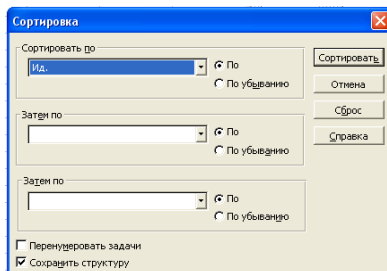 Сортировка
Сортировать по
Ид.
По
По убыванию
Сортировать
Отмена
Сброс
Справка
Затем по
По
По убыванию
Затем по
По
По убыванию
Перенумеровать задачи
Сохранить структуру